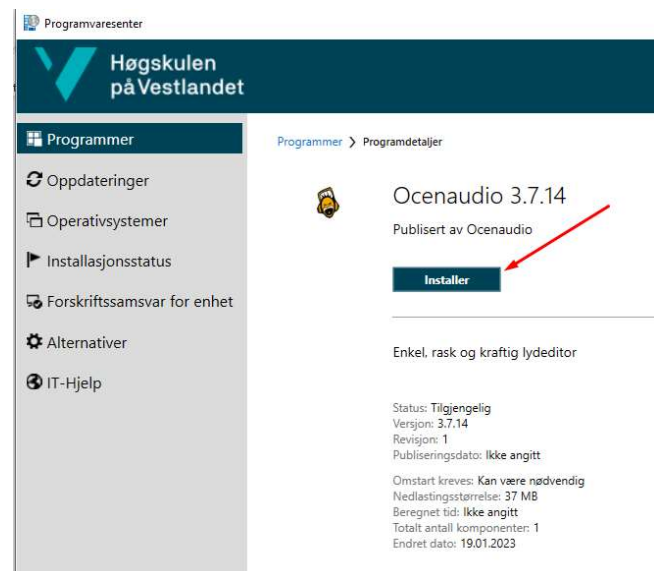 Programvaresenter
Høgskulen
på Vestlandet
Programmer
Oppdateringer
Operativsystemer
Installasjonsstatus
Forskriftssamsvar for enhet
Alternativer
IT-Hjelp
Programmer > Programdetaljer
Ocenaudio 3.7.14
Publisert av Ocenaudio
Installer
Enkel, rask og kraftig lydeditor
Status: Tilgjengelig
Versjon: 3.7.14
Revisjon: 1
Publiseringsdato: Ikke angitt
Omstart kreves: Kan være nødvendig
Nedlastingsstørrelse: 37 MB
Beregnet tid: Ikke angitt
Totalt antall komponenter: 1
Endret dato: 19.01.2023